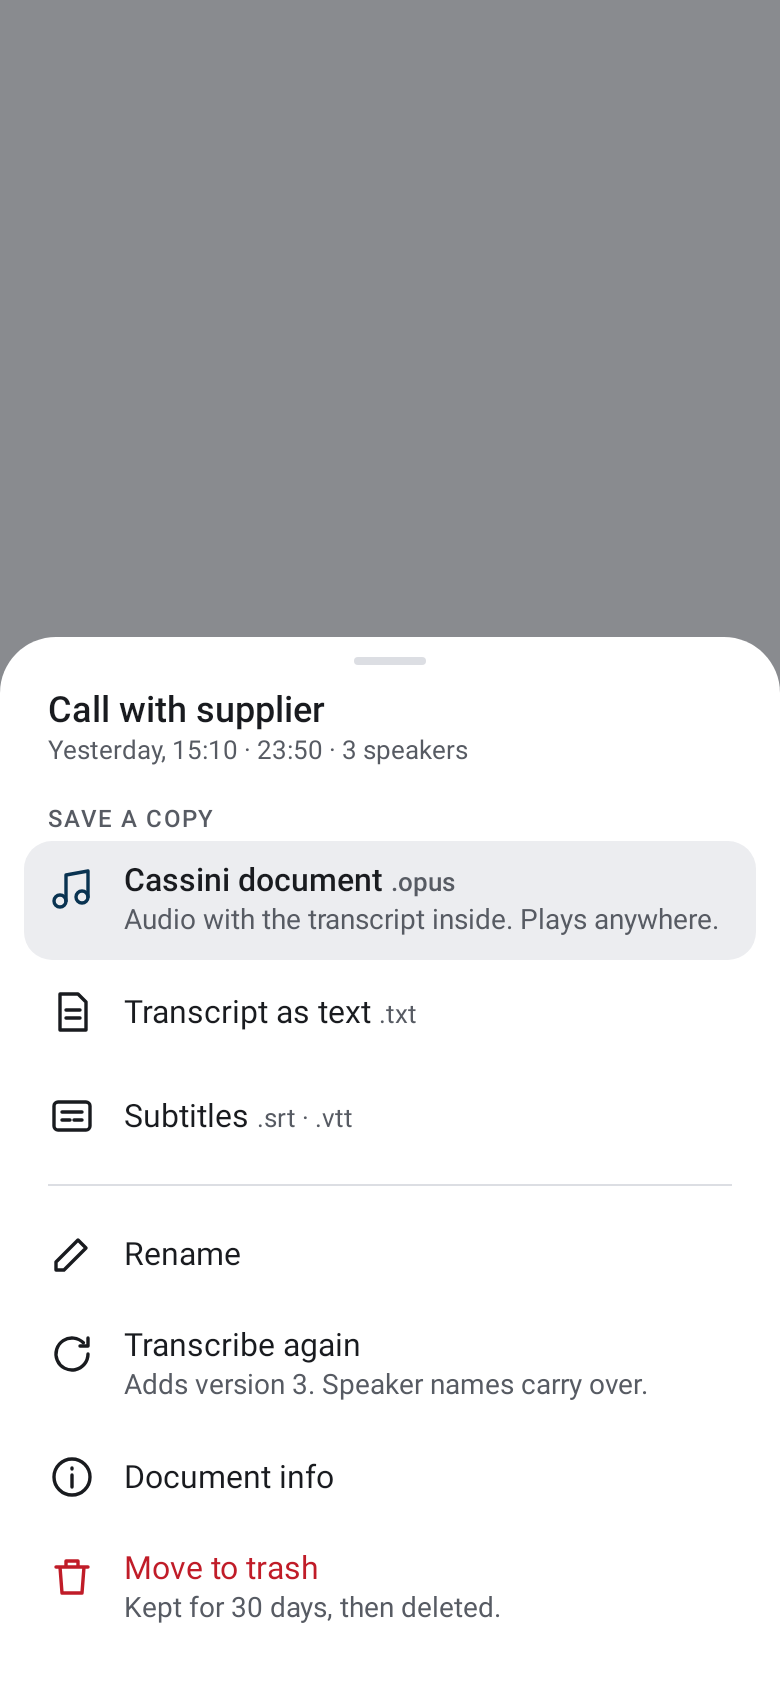 Call with supplier
Yesterday, 15:10 · 23:50 · 3 speakers
SAVE A COPY
Cassini document .opus
Audio with the transcript inside. Plays anywhere.
Transcript as text .txt
Subtitles .srt · .vtt
Rename
Transcribe again
Adds version 3. Speaker names carry over.
Document info
Move to trash
Kept for 30 days, then deleted.